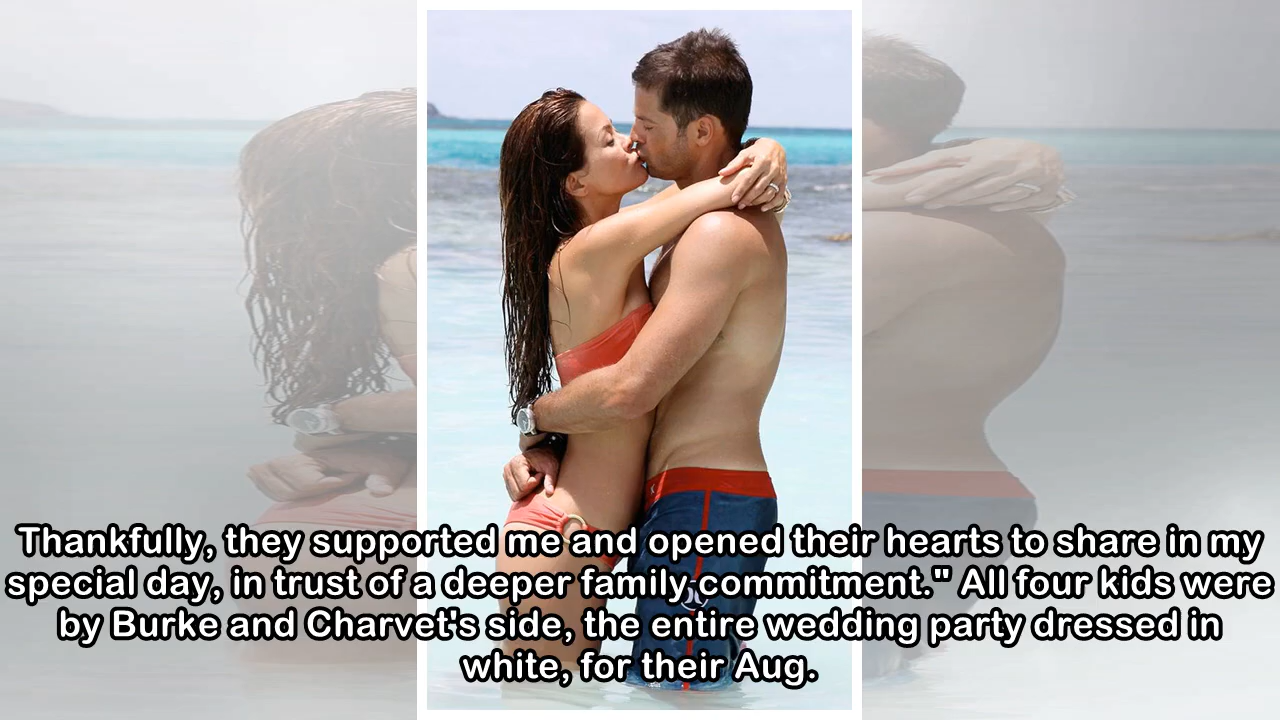 Thankfully, they supported me and opened their hearts to share in my
special day, in trust of a deeper family commitment." All four kids were
by Burke and Charvet's side, the entire wedding party dressed in
white, for their Aug.